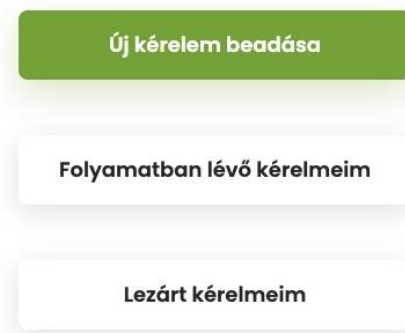 Új kérelem beadása
Folyamatban lévő kérelmeim
Lezárt kérelmeim